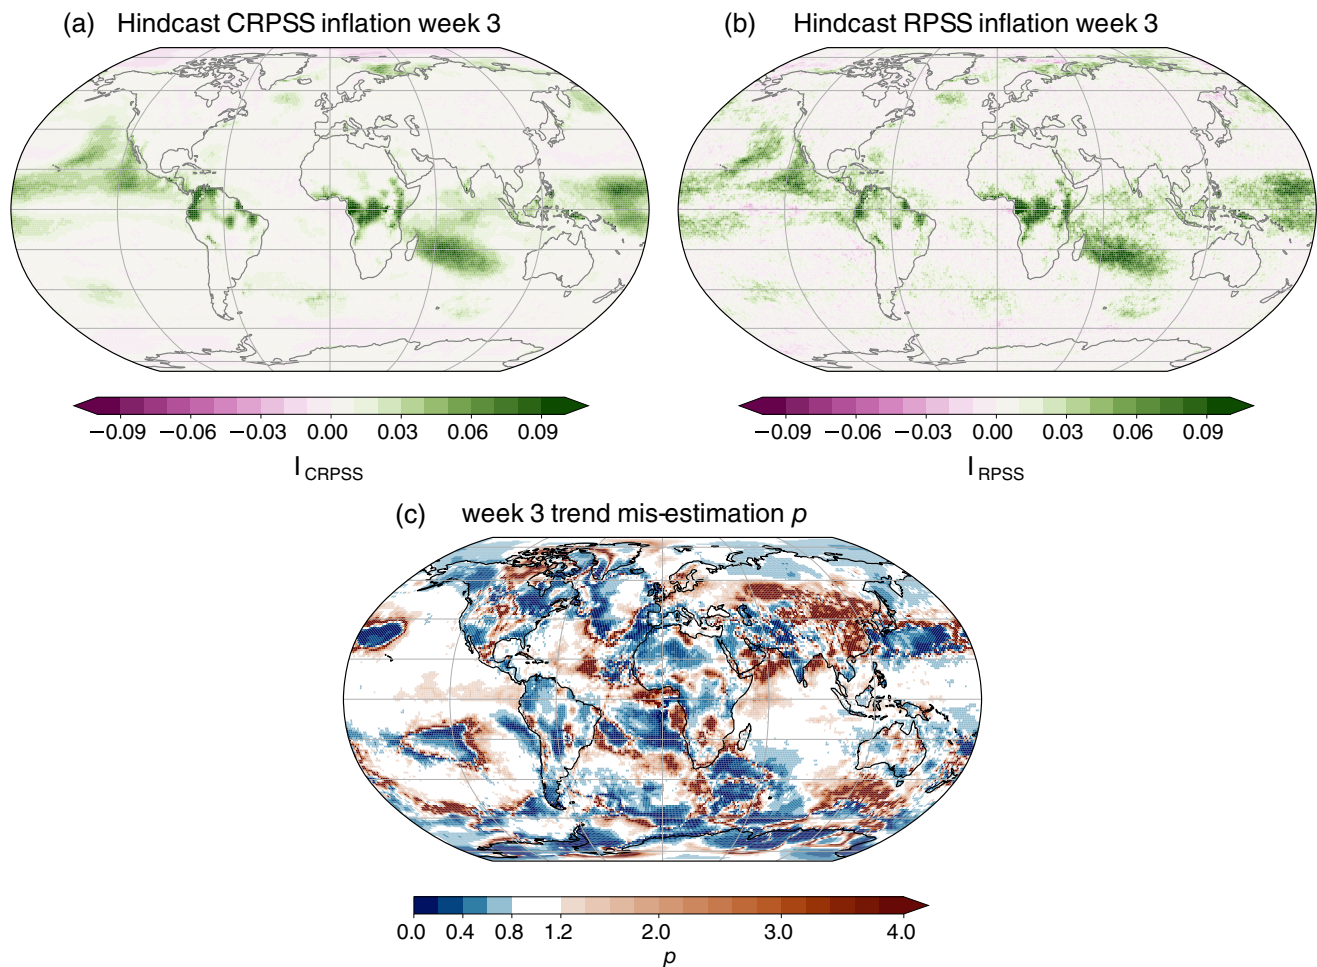 (a) Hindcast CRPSS inflation week 3
(b) Hindcast RPSS inflation week 3
−0.09 −0.06 −0.03 0.00 0.03 0.06 0.09
I CRPSS
−0.09 −0.06 −0.03 0.00 0.03 0.06 0.09
I RPSS
(c) week 3 trend mis-estimation p
0.0 0.4 0.8 1.2 2.0 3.0 4.0
p